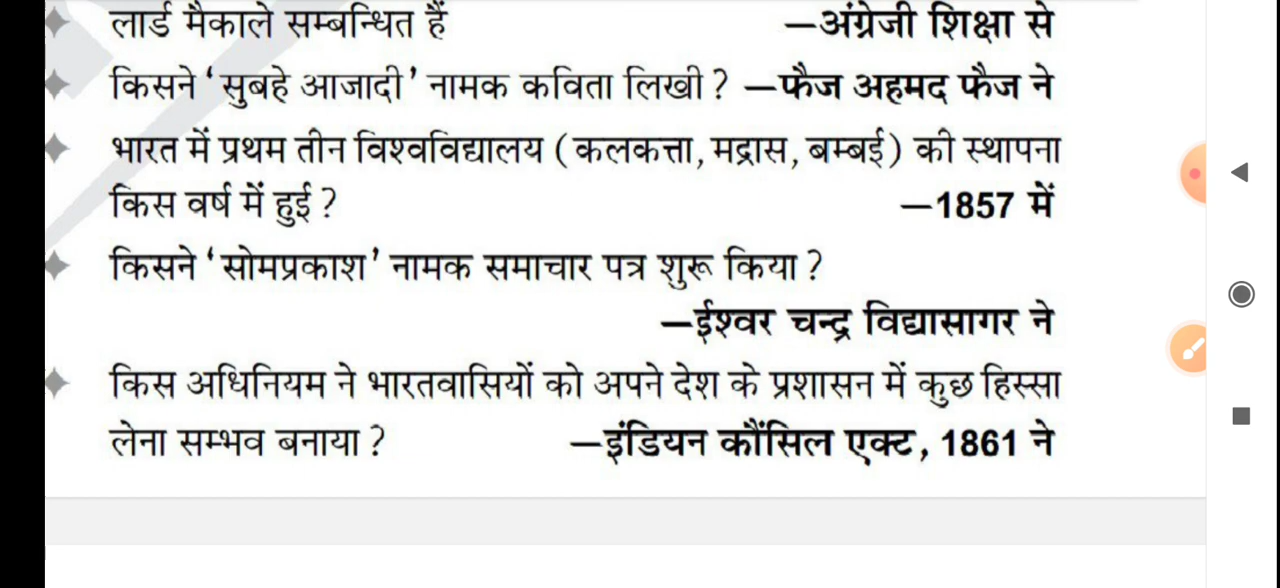 लार्ड मैकाले सम्बन्धित हैं —अंग्रेजी शिक्षा से
किसने ‘सुबहे आजादी’ नामक कविता लिखी ? —फैज अहमद फैज ने
भारत में प्रथम तीन विश्वविद्यालय (कलकत्ता, मद्रास, बम्बई) की स्थापना
किस वर्ष में हुई ? —1857 में
किसने ‘सोमप्रकाश’ नामक समाचार पत्र शुरू किया ?
—ईश्वर चन्द्र विद्यासागर ने
किस अधिनियम ने भारतवासियों को अपने देश के प्रशासन में कुछ हिस्सा
लेना सम्भव बनाया ? —इंडियन कौंसिल एक्ट, 1861 ने